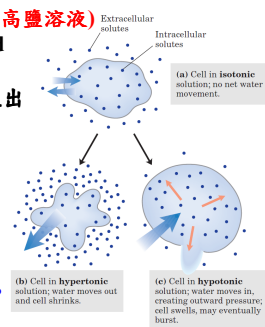 高鹽溶液)
出
Extracellular
solutes
Intracellular
solutes
(a) Cell in isotonic
solution; no net water
movement.
(b) Cell in hypertonic
solution; water moves out
and cell shrinks.
(c) Cell in hypotonic
solution; water moves in,
creating outward pressure;
cell swells, may eventually
burst.